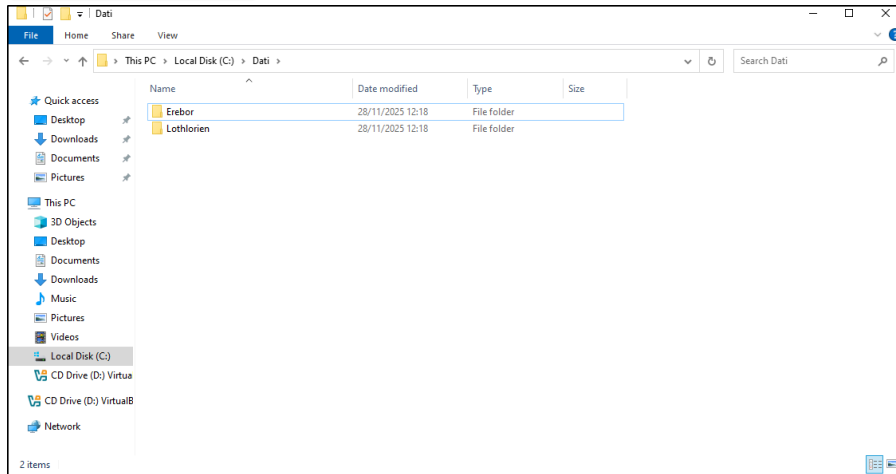 Dati
File Home Share View
This PC > Local Disk (C:) > Dati >
Search Dati
Name Date modified Type Size
Quick access
Desktop
Downloads
Documents
Pictures
This PC
3D Objects
Desktop
Documents
Downloads
Music
Pictures
Videos
Local Disk (C:)
CD Drive (D:) Virtua
CD Drive (D:) VirtualB
Network
Erebor 28/11/2025 12:18 File folder
Lothlorien 28/11/2025 12:18 File folder
2 items